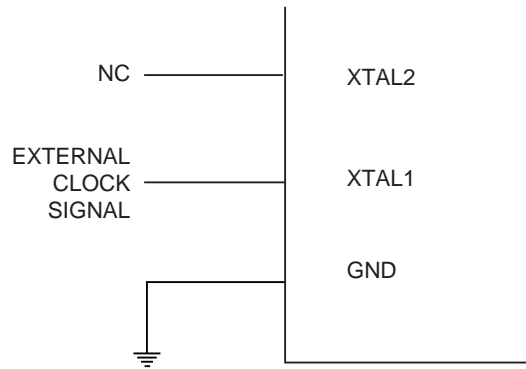 NC
XTAL2
EXTERNAL
CLOCK
SIGNAL
XTAL1
GND